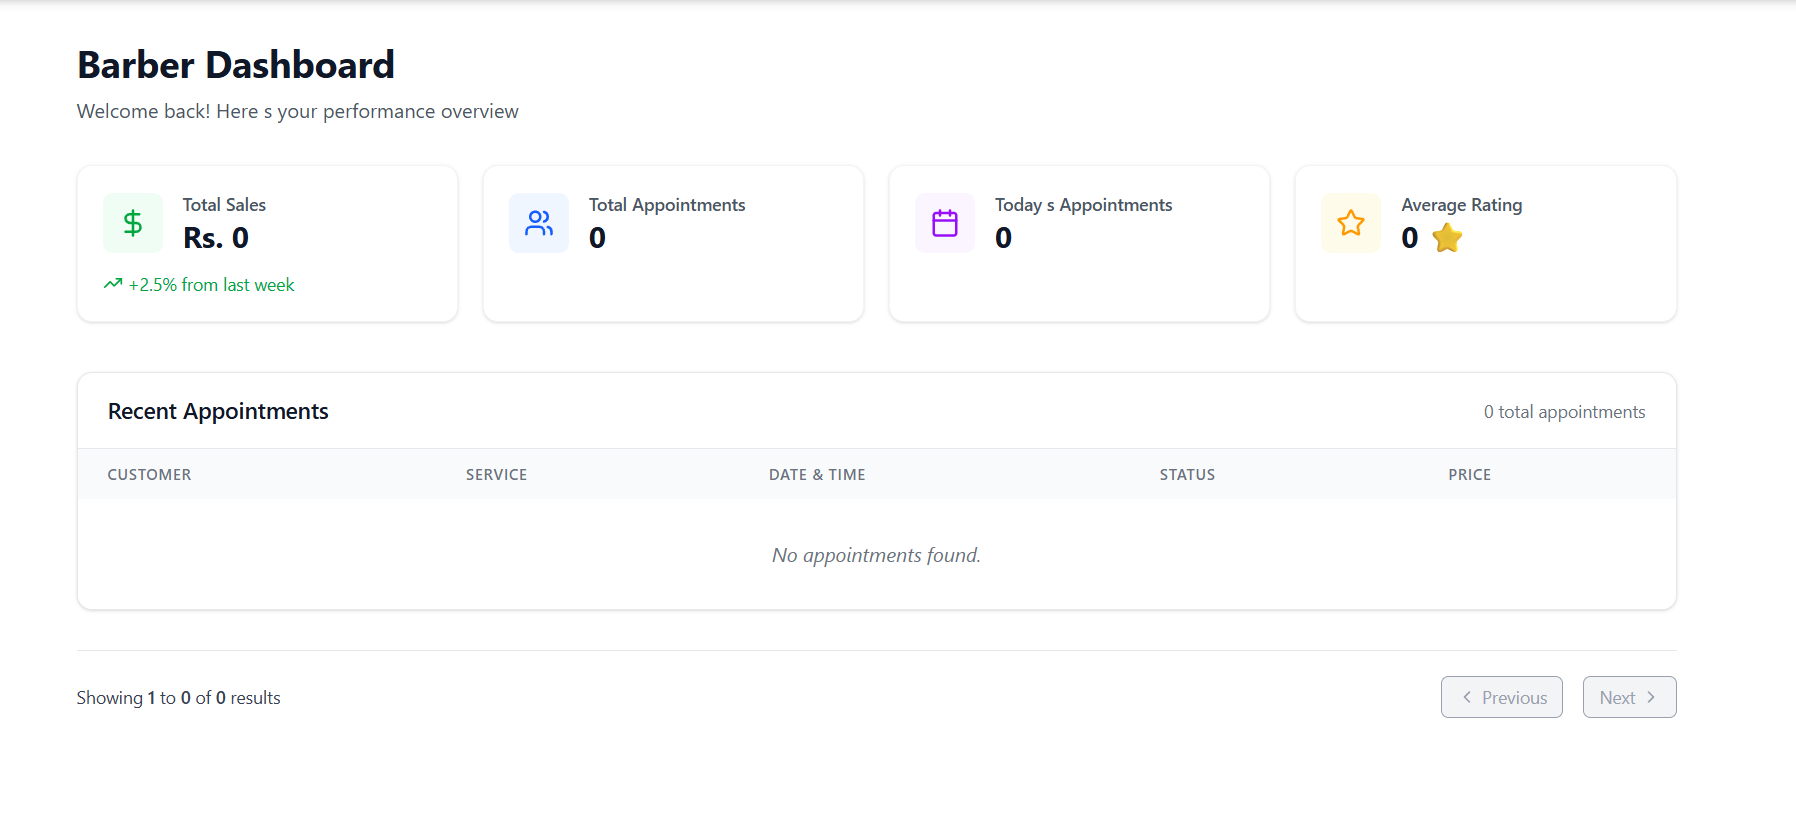 Barber Dashboard
Welcome back! Here s your performance overview
Total Sales
Rs. 0
+2.5% from last week
Total Appointments
0
Today s Appointments
0
Average Rating
0 ⭐
Recent Appointments
0 total appointments
CUSTOMER SERVICE DATE & TIME STATUS PRICE
No appointments found.
Showing 1 to 0 of 0 results
Previous
Next